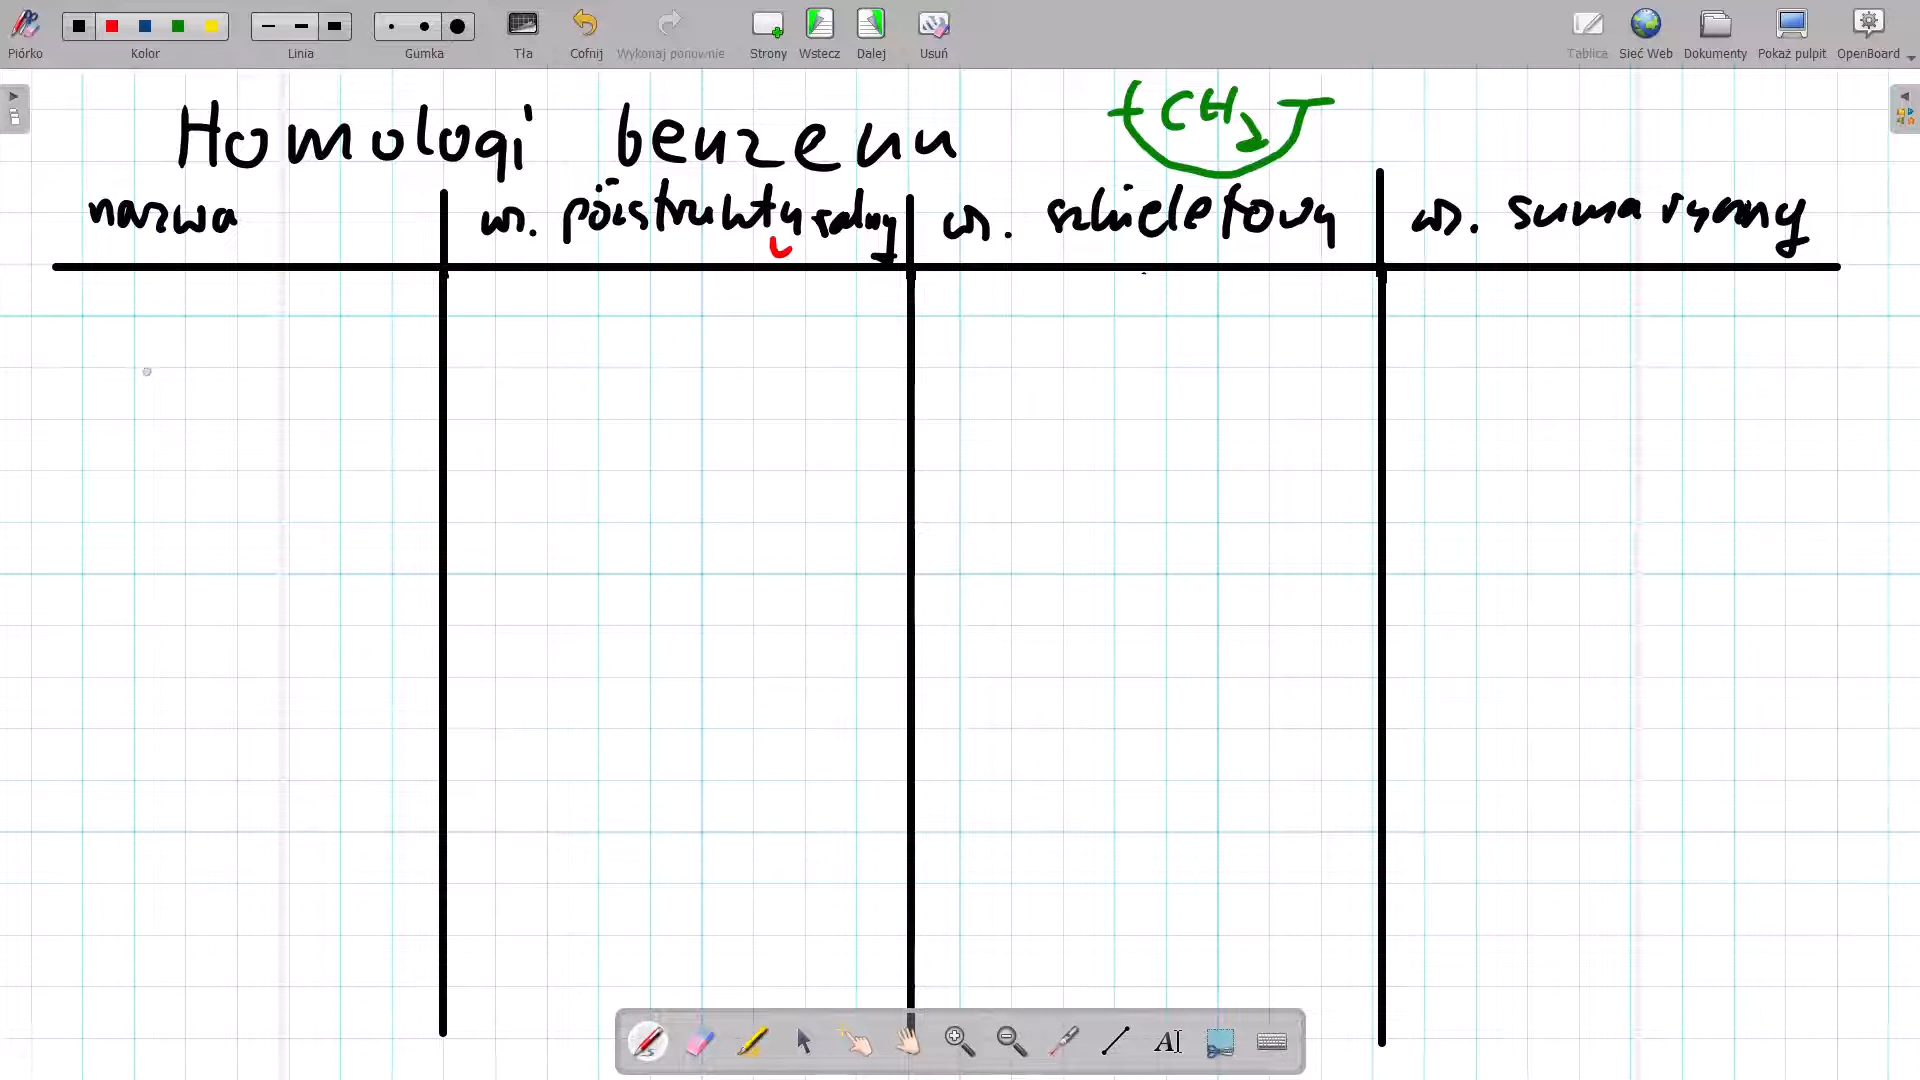 Piórko Kolor Linia Gumka Tła Cofnij Wykonaj ponownie Strony Wstecz Dalej Usuń Tablica Sieć Web Dokumenty Pokaż pulpit OpenBoard
Homologi benzenu CH2
nazwa wz. półstrukturalny wz. szkieletowy wz. sumaryczny
A